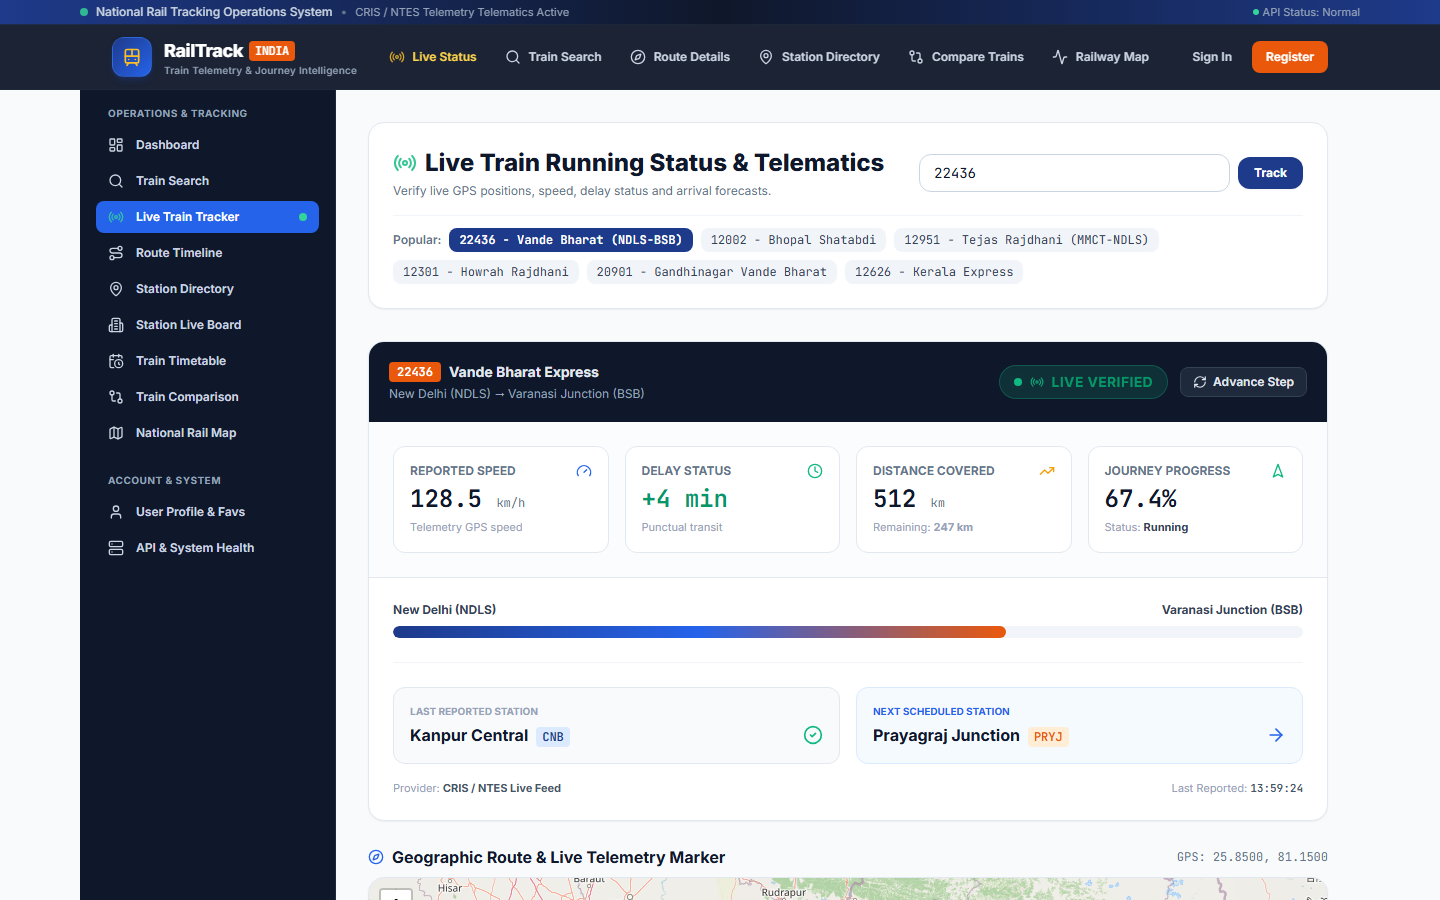 National Rail Tracking Operations System • CRIS / NTES Telemetry Telematics Active
API Status: Normal
RailTrack INDIA
Train Telemetry & Journey Intelligence
Live Status
Train Search
Route Details
Station Directory
Compare Trains
Railway Map
Sign In
Register
OPERATIONS & TRACKING
Dashboard
Train Search
Live Train Tracker
Route Timeline
Station Directory
Station Live Board
Train Timetable
Train Comparison
National Rail Map
ACCOUNT & SYSTEM
User Profile & Favs
API & System Health
Live Train Running Status & Telematics
Verify live GPS positions, speed, delay status and arrival forecasts.
22436
Track
Popular: 22436 - Vande Bharat (NDLS-BSB) 12002 - Bhopal Shatabdi 12951 - Tejas Rajdhani (MMCT-NDLS)
12301 - Howrah Rajdhani 20901 - Gandhinagar Vande Bharat 12626 - Kerala Express
22436 Vande Bharat Express
New Delhi (NDLS) → Varanasi Junction (BSB)
LIVE VERIFIED
Advance Step
REPORTED SPEED
128.5 km/h
Telemetry GPS speed
DELAY STATUS
+4 min
Punctual transit
DISTANCE COVERED
512 km
Remaining: 247 km
JOURNEY PROGRESS
67.4%
Status: Running
New Delhi (NDLS)
Varanasi Junction (BSB)
LAST REPORTED STATION
Kanpur Central CNB
NEXT SCHEDULED STATION
Prayagraj Junction PRYJ
Provider: CRIS / NTES Live Feed
Last Reported: 13:59:24
Geographic Route & Live Telemetry Marker
GPS: 25.8500, 81.1500
Baraut
Hisar
Rudrapur